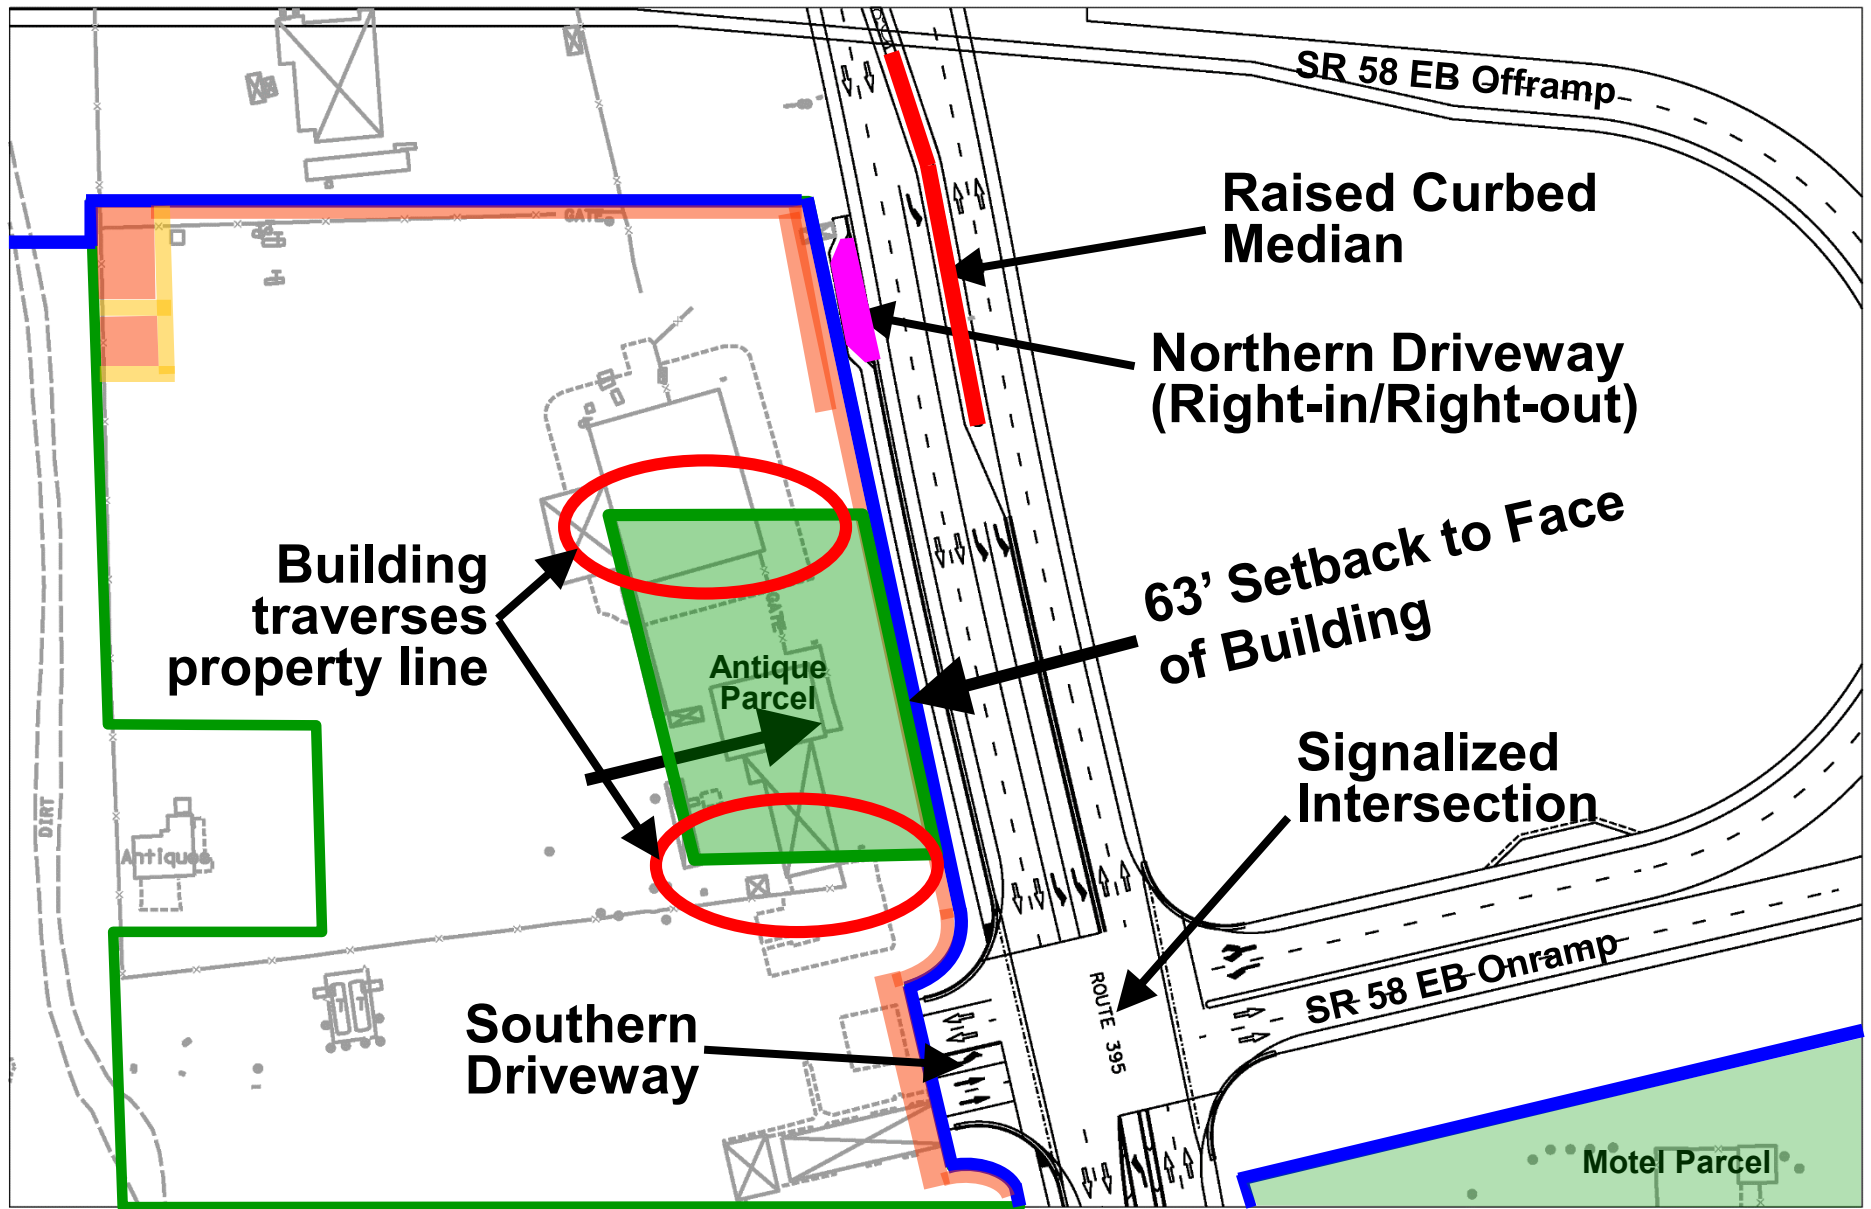 SR 58 EB Offramp
Raised Curbed
Median
GATE
Northern Driveway
(Right-in/Right-out)
63’ Setback to Face
of Building
Building
traverses
property line
GATE
Antique
Parcel
Signalized
Intersection
DIRT
Antiques
SR 58 EB Onramp
ROUTE 395
Southern
Driveway
T
T
Motel Parcel